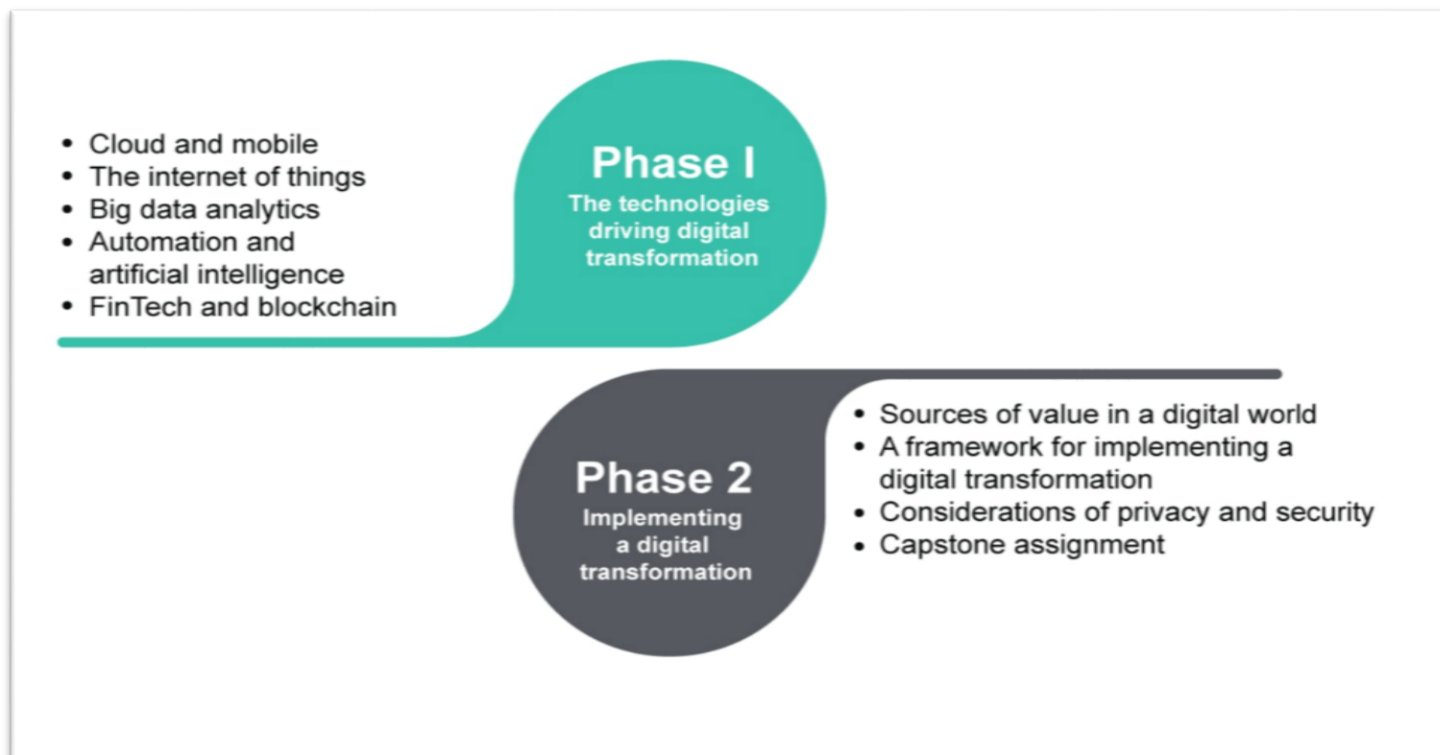 • Cloud and mobile
• The internet of things
• Big data analytics
• Automation and
artificial intelligence
• FinTech and blockchain
Phase I
The technologies
driving digital
transformation
Phase 2
Implementing
a digital
transformation
• Sources of value in a digital world
• A framework for implementing a
digital transformation
• Considerations of privacy and security
• Capstone assignment